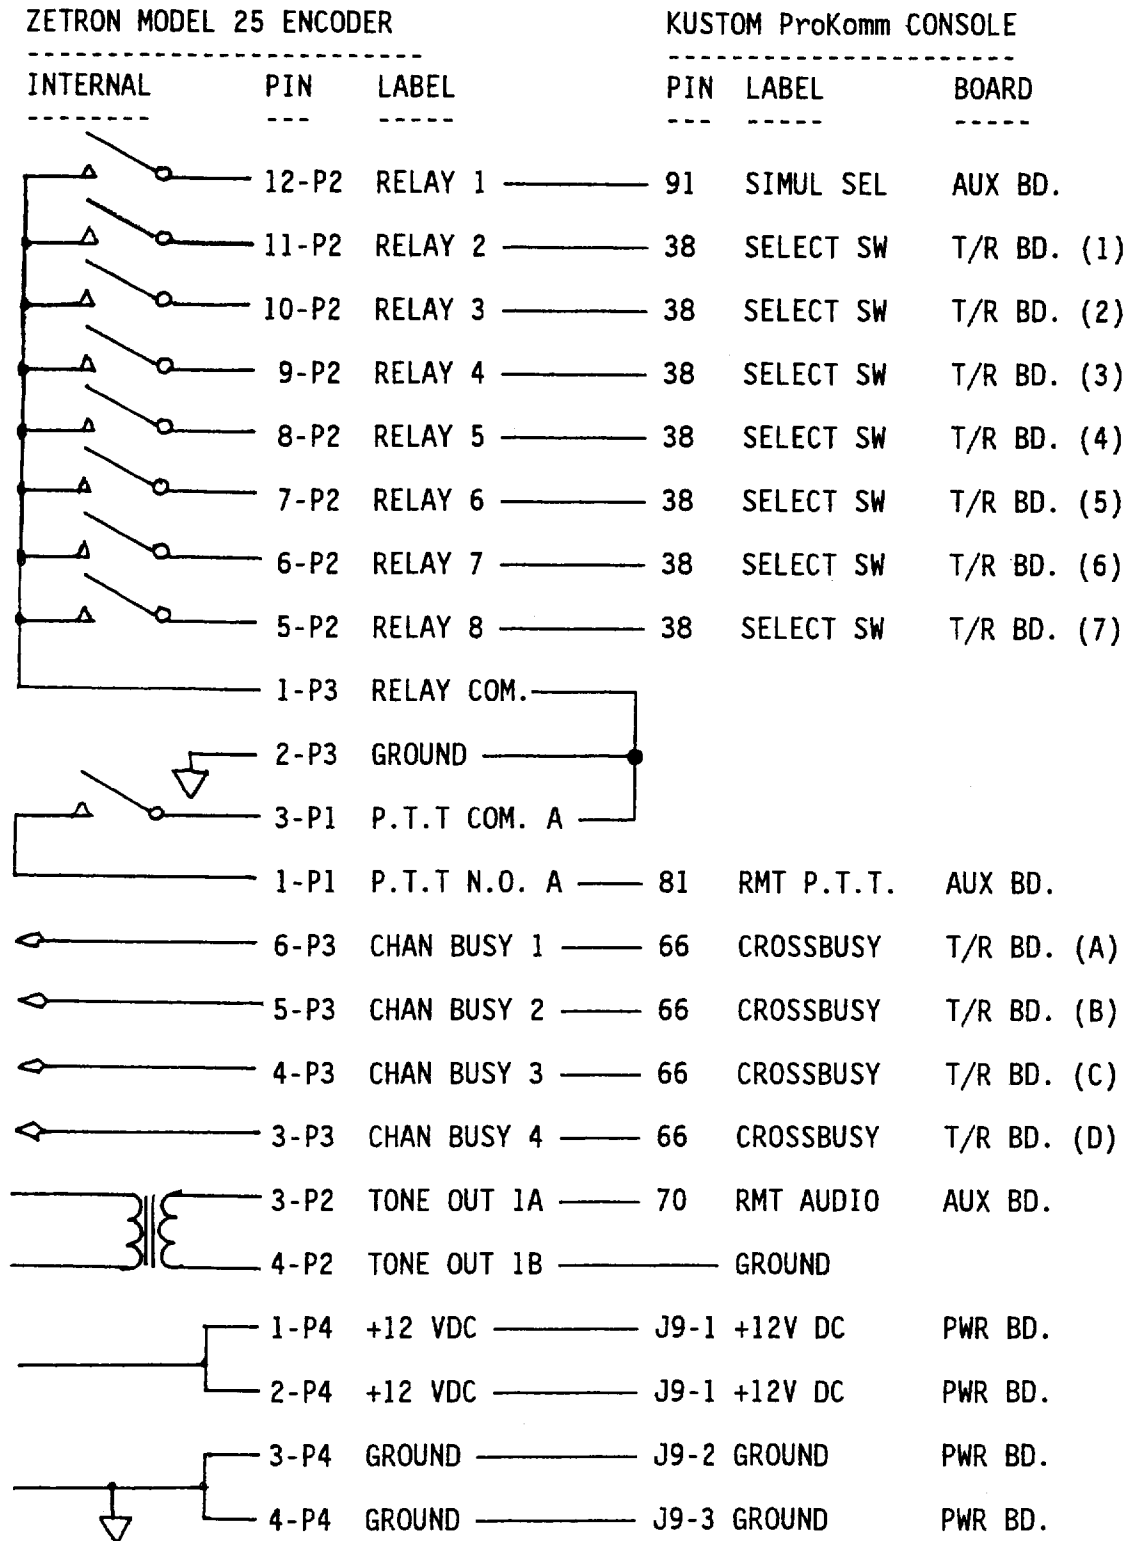 ZETRON MODEL 25 ENCODER KUSTOM ProKomm CONSOLE
INTERNAL PIN LABEL PIN LABEL BOARD
12-P2 RELAY 1 91 SIMUL SEL AUX BD.
11-P2 RELAY 2 38 SELECT SW T/R BD. (1)
10-P2 RELAY 3 38 SELECT SW T/R BD. (2)
9-P2 RELAY 4 38 SELECT SW T/R BD. (3)
8-P2 RELAY 5 38 SELECT SW T/R BD. (4)
7-P2 RELAY 6 38 SELECT SW T/R BD. (5)
6-P2 RELAY 7 38 SELECT SW T/R BD. (6)
5-P2 RELAY 8 38 SELECT SW T/R BD. (7)
1-P3 RELAY COM.
2-P3 GROUND
3-P1 P.T.T COM. A
1-P1 P.T.T N.O. A 81 RMT P.T.T. AUX BD.
6-P3 CHAN BUSY 1 66 CROSSBUSY T/R BD. (A)
5-P3 CHAN BUSY 2 66 CROSSBUSY T/R BD. (B)
4-P3 CHAN BUSY 3 66 CROSSBUSY T/R BD. (C)
3-P3 CHAN BUSY 4 66 CROSSBUSY T/R BD. (D)
3-P2 TONE OUT 1A 70 RMT AUDIO AUX BD.
4-P2 TONE OUT 1B GROUND
1-P4 +12 VDC J9-1 +12V DC PWR BD.
2-P4 +12 VDC J9-1 +12V DC PWR BD.
3-P4 GROUND J9-2 GROUND PWR BD.
4-P4 GROUND J9-3 GROUND PWR BD.